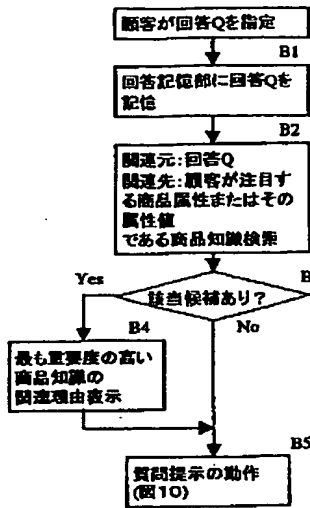 顧客が回答Qを指定
B1
回答記憶部に回答Qを
記憶
B2
関連元:回答Q
関連先:顧客が注目す
る商品属性またはその
属性値
である商品知識検索
B
Yes
該当候補あり?
B4
No
最も重要度の高い
商品知識の
関連理由表示
B5
質問提示の動作
(図10)